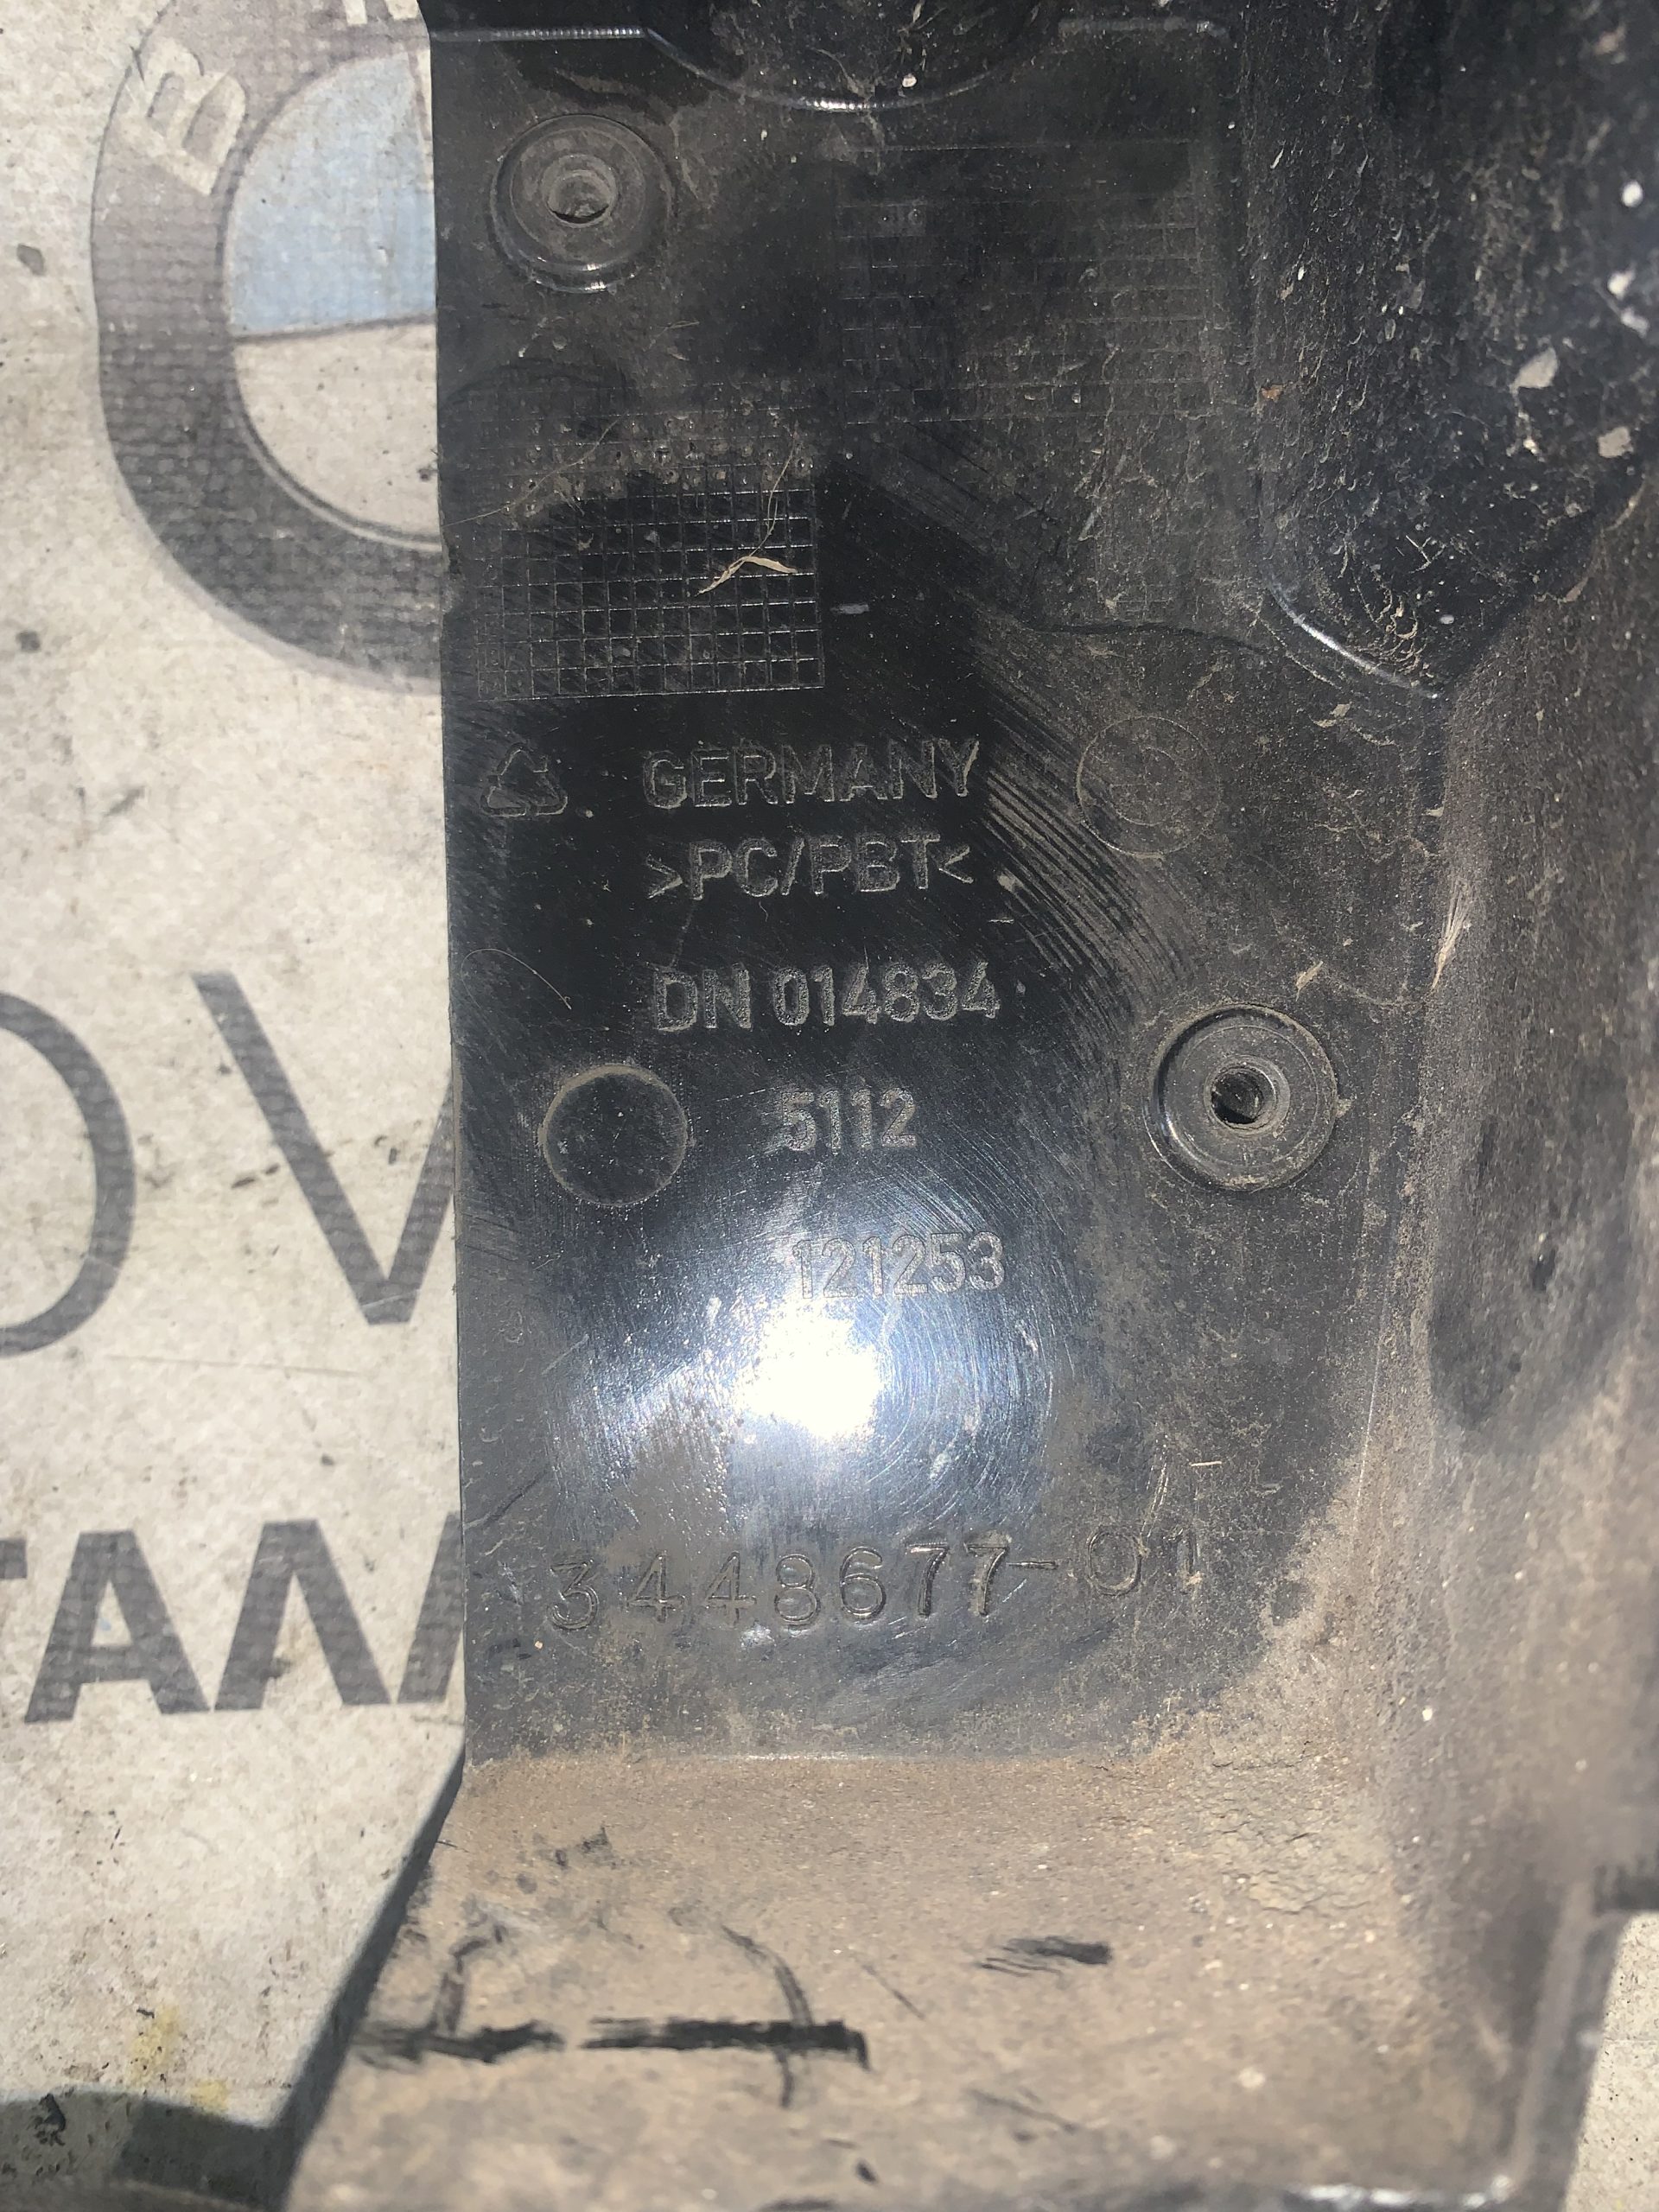 B
GERMANY
>PC/PBT<
DN 014834
5112
121253
3448677-01